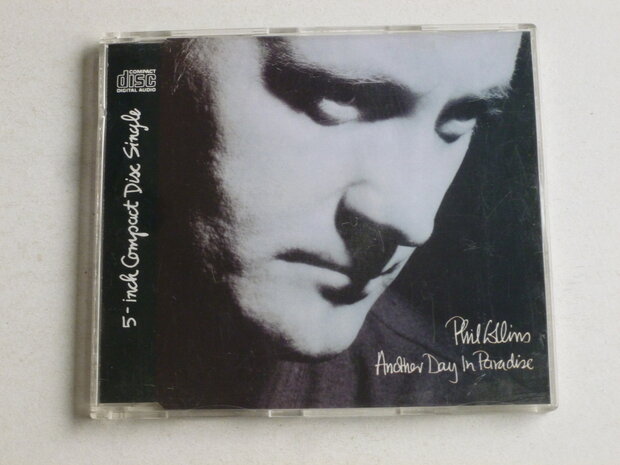 COMPACT
disc
DIGITAL AUDIO
5-inch Compact Disc Single
Phil Collins
Another Day In Paradise